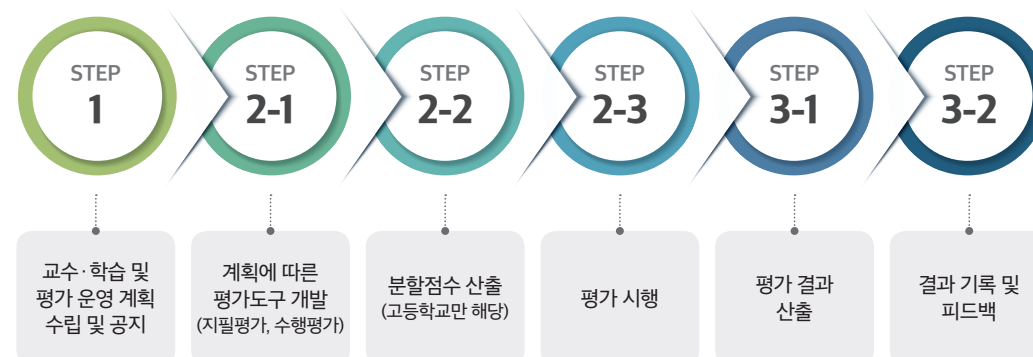 STEP
1
STEP
2-1
STEP
2-2
STEP
2-3
STEP
3-1
STEP
3-2
교수·학습 및
평가 운영 계획
수립 및 공지
계획에 따른
평가도구 개발
(지필평가, 수행평가)
분할점수 산출
(고등학교만 해당)
평가 시행
평가 결과
산출
결과 기록 및
피드백